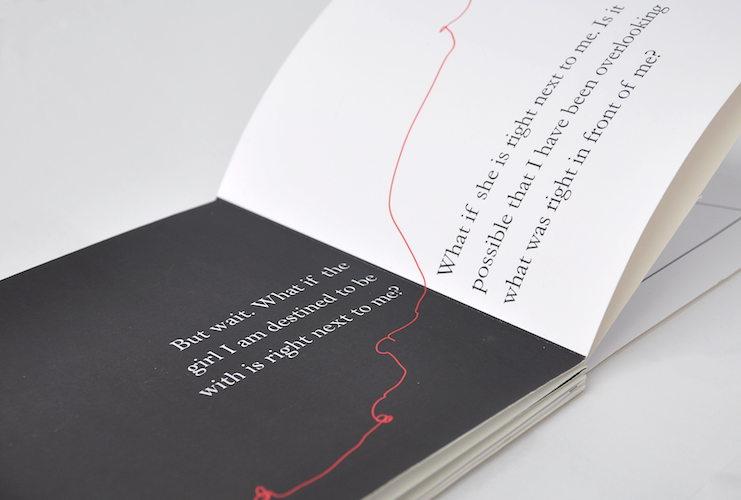 But wait. What if the
girl I am destined to be
with is right next to me?
What if she is right next to me. Is it
possible that I have been overlooking
what was right in front of me?